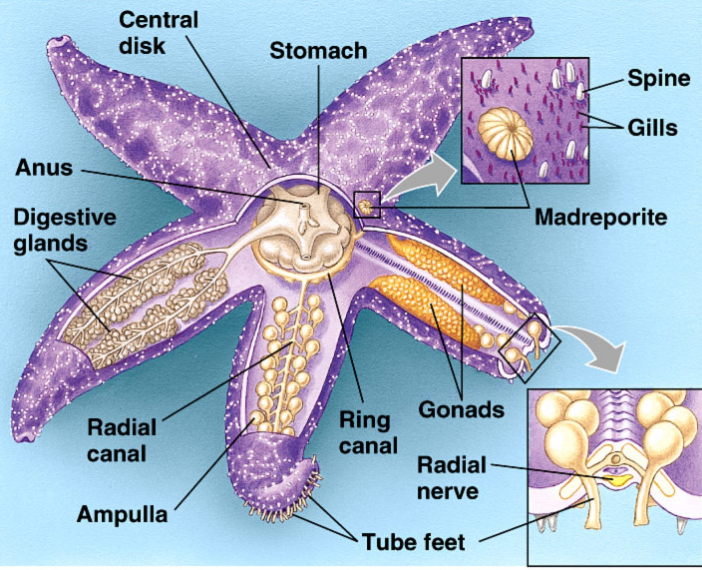 Central
disk
Stomach
Spine
Gills
Anus
Madreporite
Digestive
glands
Gonads
Ring
canal
Radial
canal
Radial
nerve
Ampulla
Tube feet